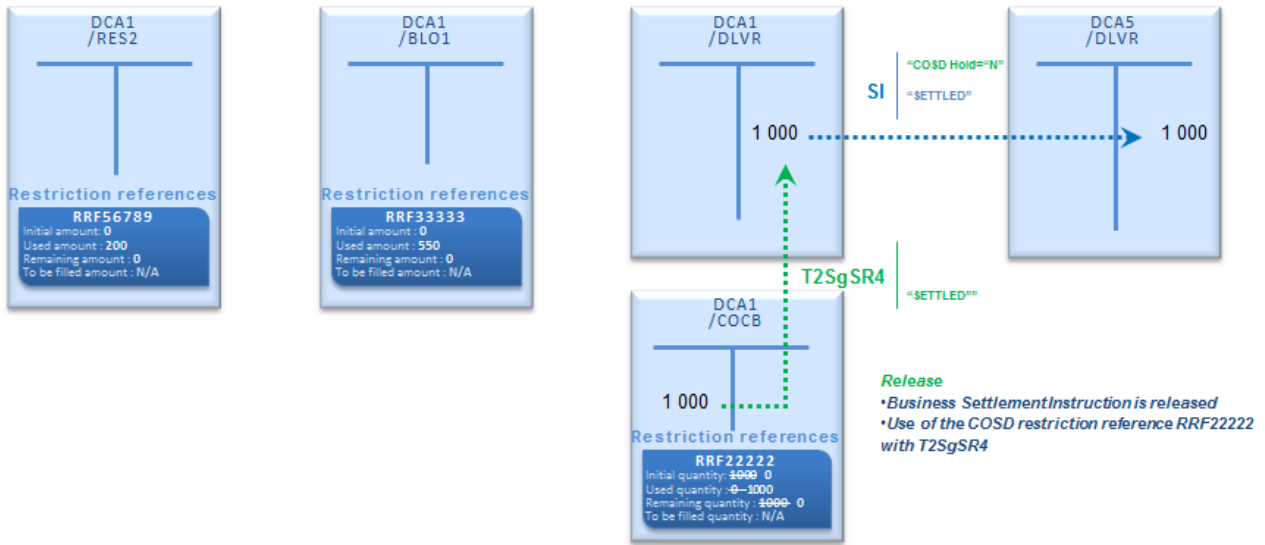 DCA1
/RES2
Restriction references
RRF56789
Initial amount: 0
Used amount : 200
Remaining amount : 0
To be filled amount : N/A
DCA1
/BLO1
Restriction references
RRF33333
Initial amount : 0
Used amount : 550
Remaining amount : 0
To be filled amount : N/A
DCA1
/DLVR
1 000
SI
“COSD Hold=“N”
“SETTLED”
DCA5
/DLVR
1 000
T2SgSR4
“SETTLED””
DCA1
/COCB
1 000
Restriction references
RRF22222
Initial quantity: 1000 0
Used quantity : 0 1000
Remaining quantity : 1000 0
To be filled quantity : N/A
Release
•Business Settlement Instruction is released
•Use of the COSD restriction reference RRF22222
with T2SgSR4